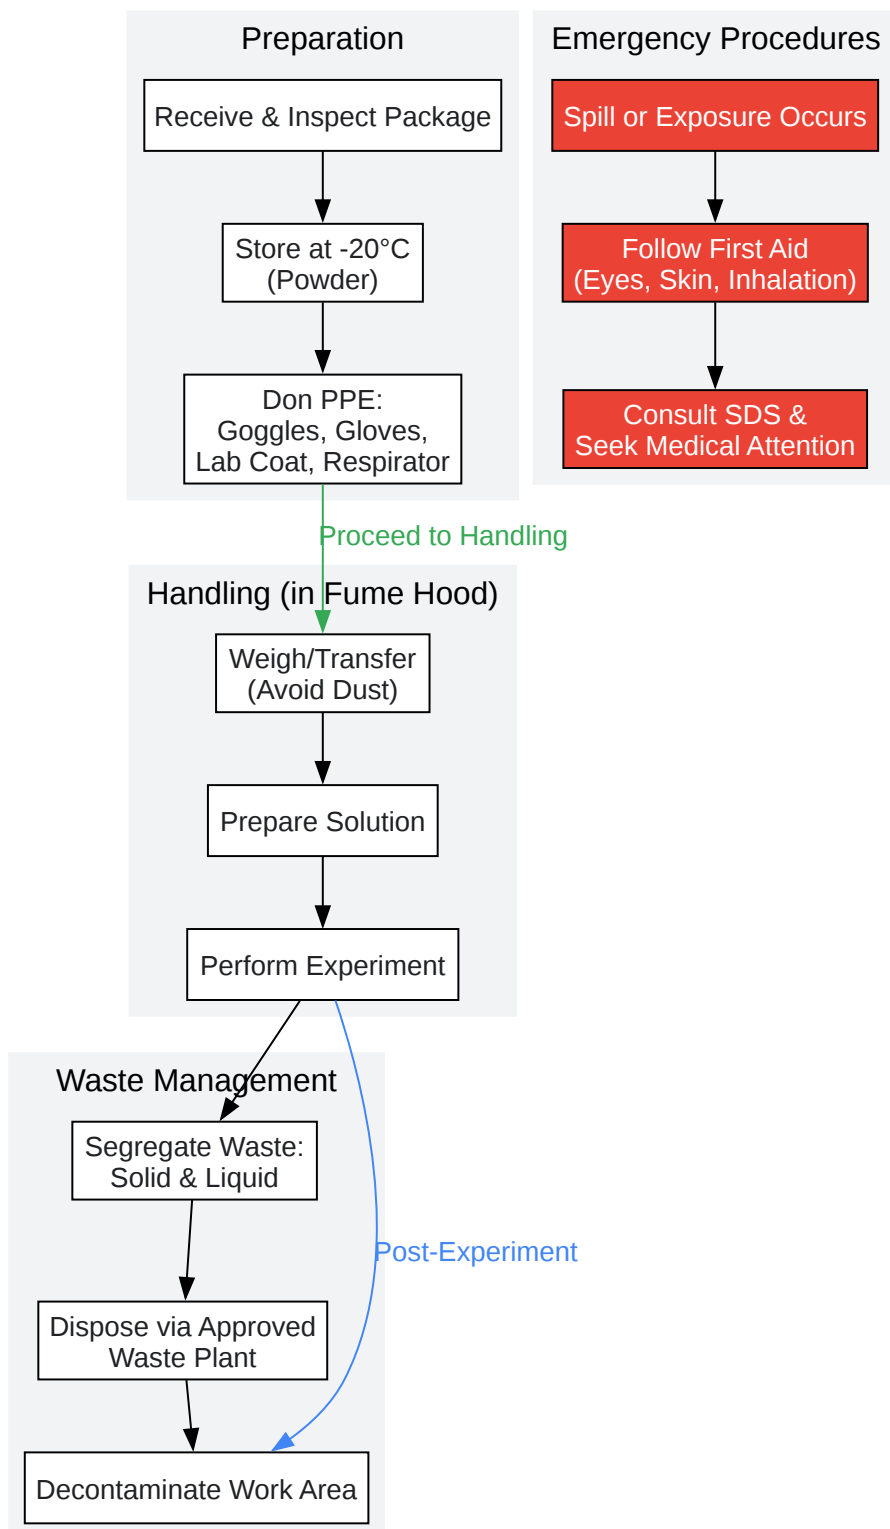 Preparation
Receive & Inspect Package
Store at -20°C
(Powder)
Don PPE:
Goggles, Gloves,
Lab Coat, Respirator
Emergency Procedures
Spill or Exposure Occurs
Follow First Aid
(Eyes, Skin, Inhalation)
Consult SDS &
Seek Medical Attention
Proceed to Handling
Handling (in Fume Hood)
Weigh/Transfer
(Avoid Dust)
Prepare Solution
Perform Experiment
Waste Management
Segregate Waste:
Solid & Liquid
Post-Experiment
Dispose via Approved
Waste Plant
Decontaminate Work Area